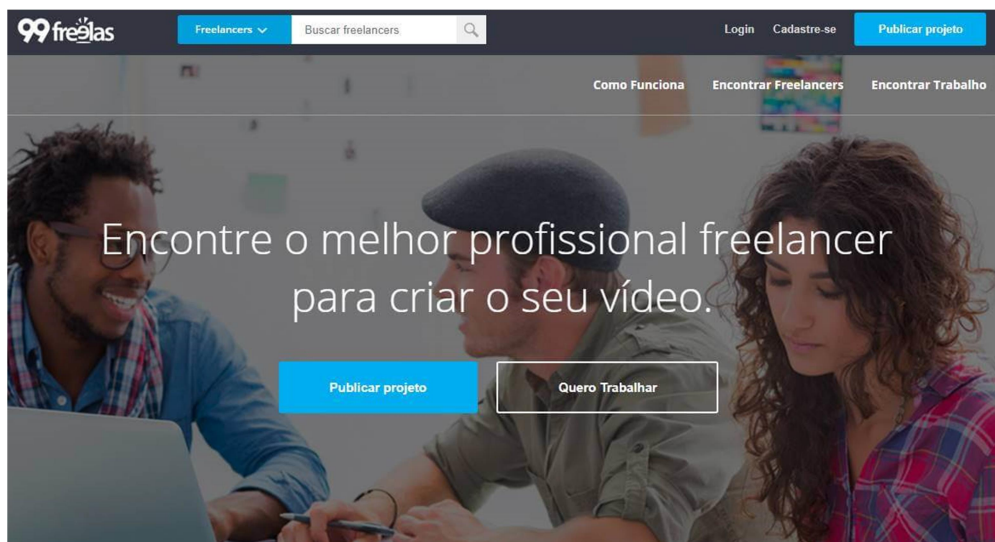 99freelas
Freelancers
Buscar freelancers
Login
Cadastre-se
Publicar projeto
Como Funciona
Encontrar Freelancers
Encontrar Trabalho
Encontre o melhor profissional freelancer
para criar o seu vídeo.
Publicar projeto
Quero Trabalhar